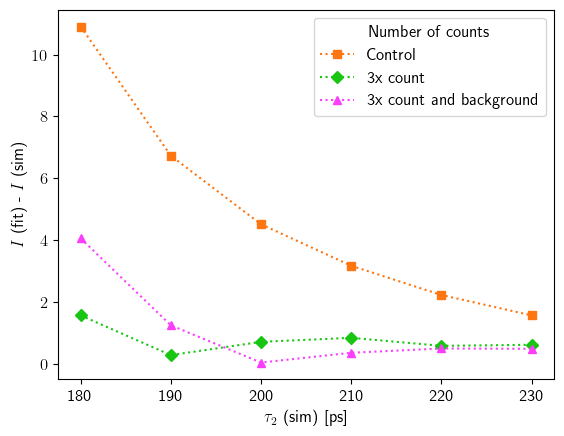 Number of counts
Control
3x count
3x count and background
10
8
6
4
2
0
I (fit) - I (sim)
180 190 200 210 220 230
τ₂ (sim) [ps]